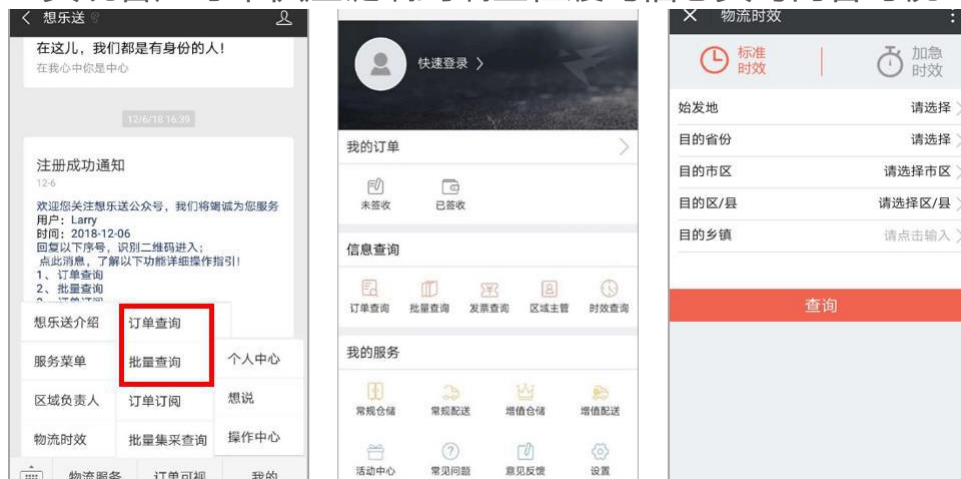 想乐送
在这儿，我们都是有身份的人！
在我心中你是中心
12/6/18 16:39
注册成功通知
12-6
欢迎您关注想乐送公众号，我们将竭诚为您服务
用户：Larry
时间：2018-12-06
回复以下序号，识别二维码进入；
点此消息，了解以下功能详细操作指引！
1、订单查询
2、批量查询
想乐送介绍
服务菜单
区域负责人
物流时效
订单查询
批量查询
订单订阅
批量集采查询
个人中心
想说
操作中心
物流服务
订单可视
我的
快速登录 〉
我的订单
未签收 已签收
信息查询
订单查询 批量查询 发票查询 区域主管 时效查询
我的服务
常规仓储 常规配送 增值仓储 增值配送
活动中心 常见问题 意见反馈 设置
物流时效
标准时效
加急时效
始发地 请选择
目的省份 请选择
目的市区 请选择市区
目的区/县 请选择区/县
目的乡镇 请点击输入
查询